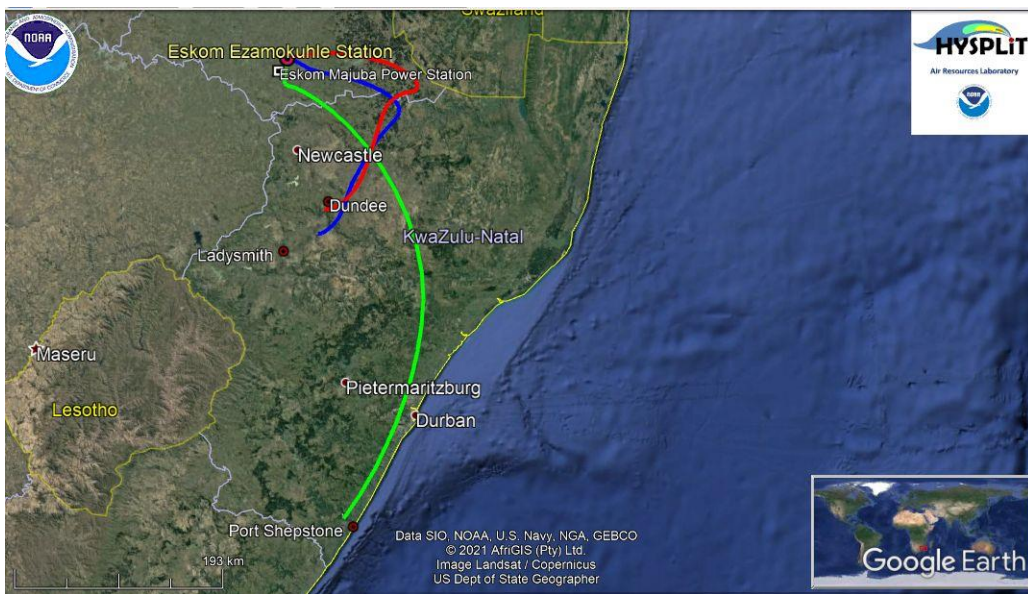 Swaziland
NOAA
Eskom Ezamokuhle Station
Eskom Majuba Power Station
HYSPLIT
Air Resources Laboratory
Newcastle
Dundee
KwaZulu-Natal
Ladysmith
Maseru
Pietermaritzburg
Lesotho
Durban
Port Shepstone
193 km
Data SIO, NOAA, U.S. Navy, NGA, GEBCO
© 2021 AfriGIS (Pty) Ltd.
Image Landsat / Copernicus
US Dept of State Geographer
Google Earth